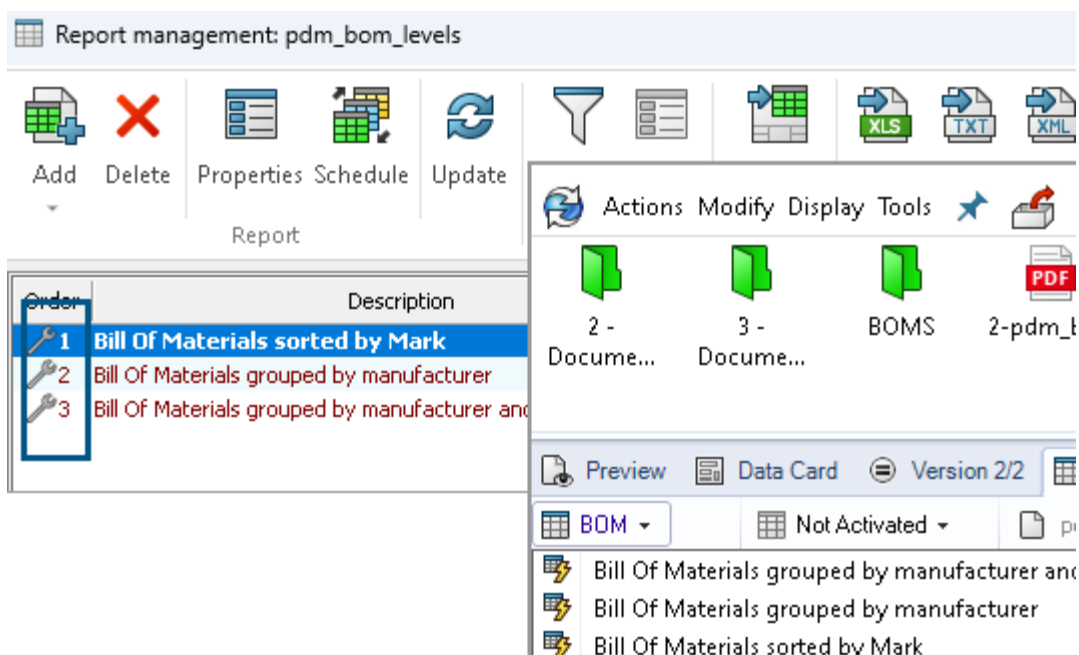 Report management: pdm_bom_levels
XLS TXT XML
Add Delete Properties Schedule Update
Report
Actions Modify Display Tools
PDF
Order Description
1 Bill Of Materials sorted by Mark
2 Bill Of Materials grouped by manufacturer
3 Bill Of Materials grouped by manufacturer and
2 -
Docume...
3 -
Docume...
BOMS
2-pdm_b
Preview Data Card Version 2/2
BOM Not Activated
Bill Of Materials grouped by manufacturer and
Bill Of Materials grouped by manufacturer
Bill Of Materials sorted by Mark